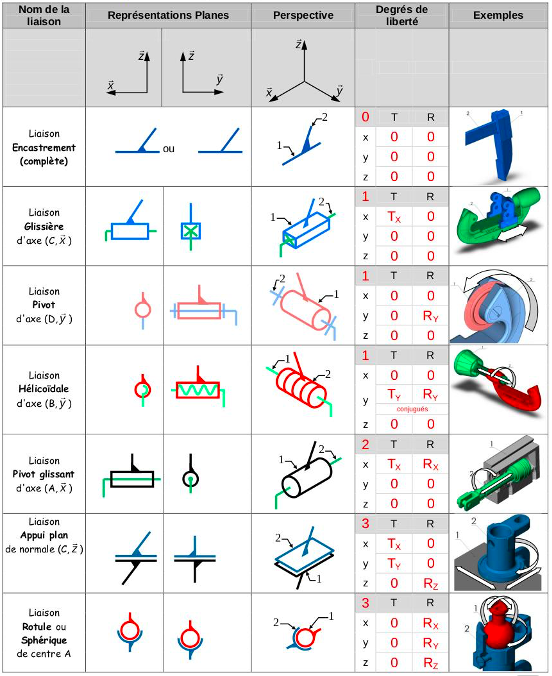 Nom de la liaison
Représentations Planes
Perspective
Degrés de liberté
Exemples
x z
z y
z x y
Liaison
Encastrement
(complète)
ou
2
1
0 T R
x 0 0
y 0 0
z 0 0
2 1
Liaison
Glissière
d'axe (C, x)
1 2
1 T R
x TX 0
y 0 0
z 0 0
Liaison
Pivot
d'axe (D, y)
2
1
1 T R
x 0 0
y 0 RY
z 0 0
Liaison
Hélicoïdale
d'axe (B, y)
1
2
1 T R
x 0 0
y TY RY
conjugués
z 0 0
Liaison
Pivot glissant
d'axe (A, x)
1 2
2 T R
x TX RX
y 0 0
z 0 0
1
2
Liaison
Appui plan
de normale (C, z)
2
1
3 T R
x TX 0
y TY 0
z 0 RZ
2
1
Liaison
Rotule ou
Sphérique
de centre A
2 1
3 T R
x 0 RX
y 0 RY
z 0 RZ
1
2